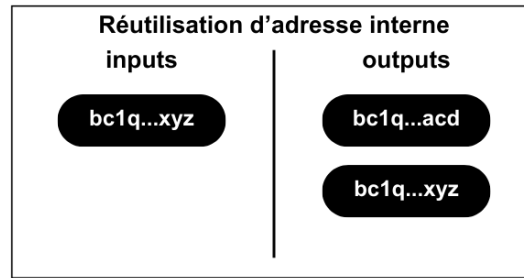 Réutilisation d’adresse interne
inputs
outputs
bc1q...xyz
bc1q...acd
bc1q...xyz